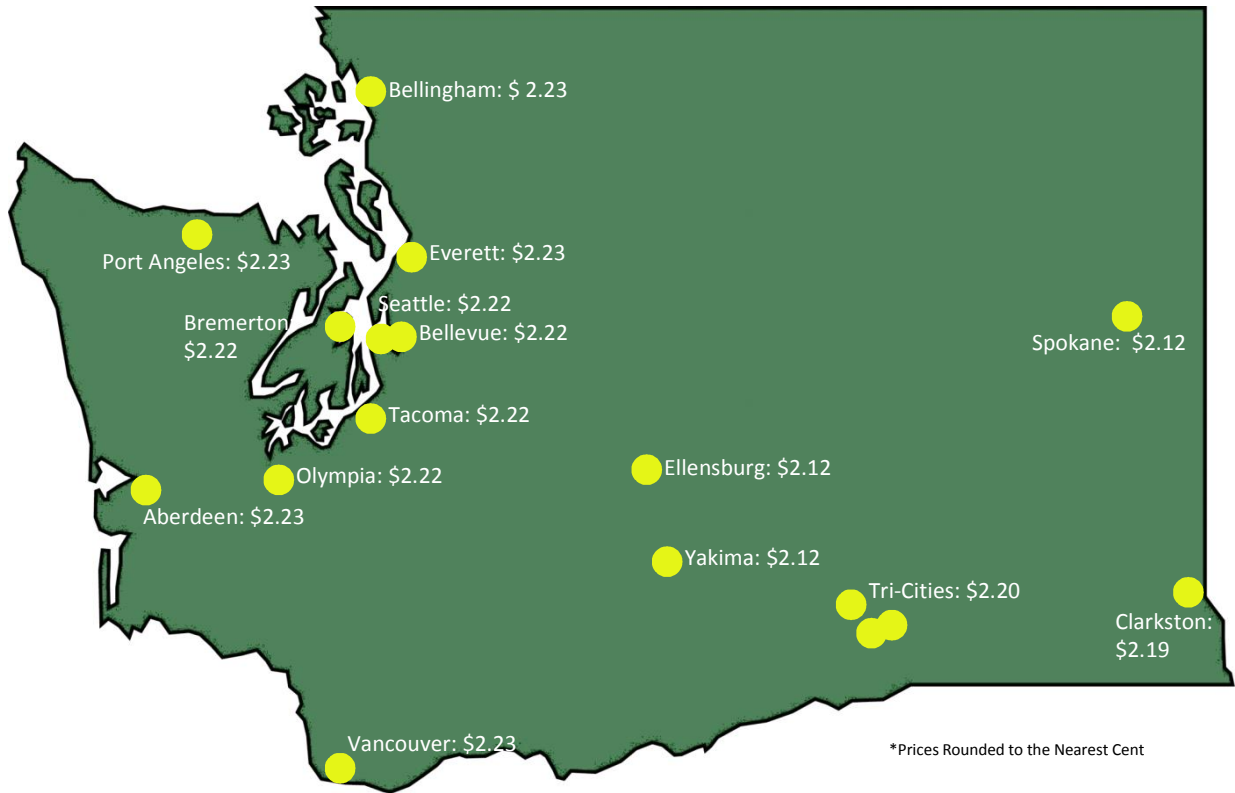 Bellingham: $ 2.23
Port Angeles: $2.23
Everett: $2.23
Seattle: $2.22
Bremerton
$2.22
Bellevue: $2.22
Spokane:  $2.12
Tacoma: $2.22
Olympia: $2.22
Ellensburg: $2.12
Aberdeen: $2.23
Yakima: $2.12
Tri-Cities: $2.20
Clarkston:
$2.19
Vancouver: $2.23
*Prices Rounded to the Nearest Cent